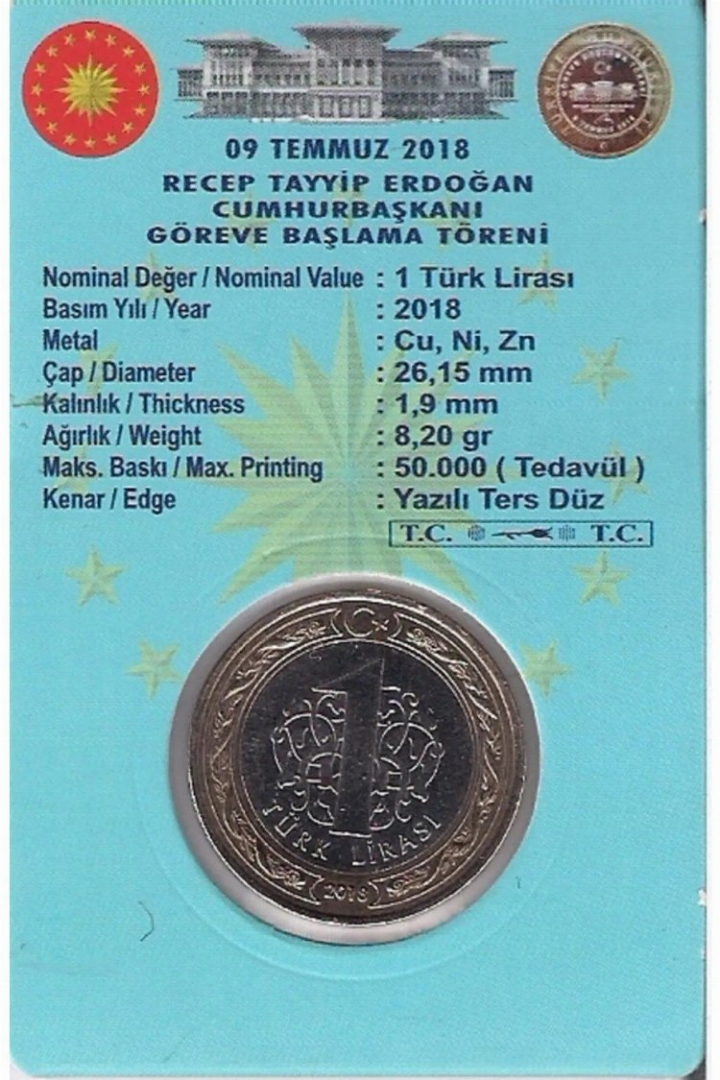 09 TEMMUZ 2018
RECEP TAYYİP ERDOĞAN
CUMHURBAŞKANI
GÖREVE BAŞLAMA TÖRENİ
Nominal Değer / Nominal Value : 1 Türk Lirası
Basım Yılı / Year : 2018
Metal : Cu, Ni, Zn
Çap / Diameter : 26,15 mm
Kalınlık / Thickness : 1,9 mm
Ağırlık / Weight : 8,20 gr
Maks. Baskı / Max. Printing : 50.000 ( Tedavül )
Kenar / Edge : Yazılı Ters Düz
T.C. T.C.
1
TÜRK LİRASI
2018